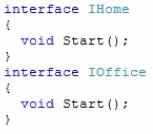 interface IHome
{
  void Start();
}
interface IOffice
{
  void Start();
}